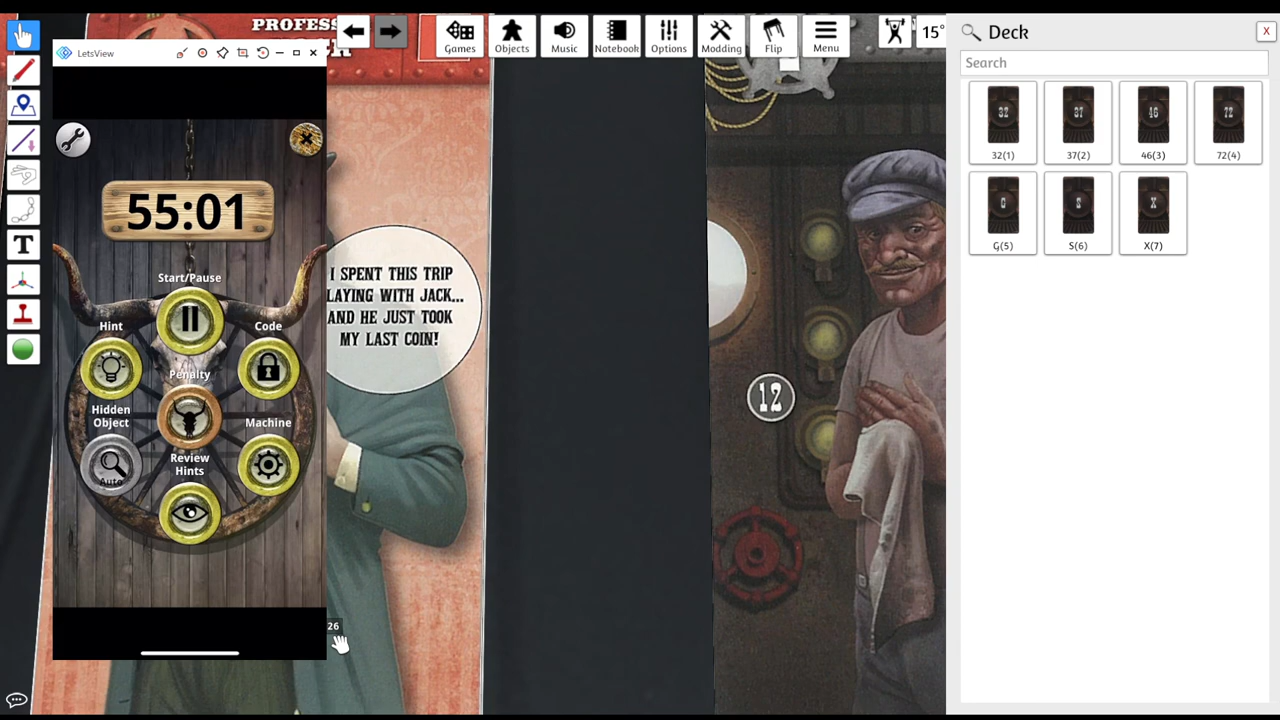 PROFESS
LetsView
Games
Objects
Music
Notebook
Options
Modding
Flip
Menu
15°
Deck
X
Search
32(1)
37(2)
46(3)
72(4)
G(5)
S(6)
X(7)
55:01
Start/Pause
Hint
Code
Penalty
Hidden
Object
Machine
Review
Hints
Auto
I SPENT THIS TRIP
LAYING WITH JACK...
AND HE JUST TOOK
MY LAST COIN!
12
26
T